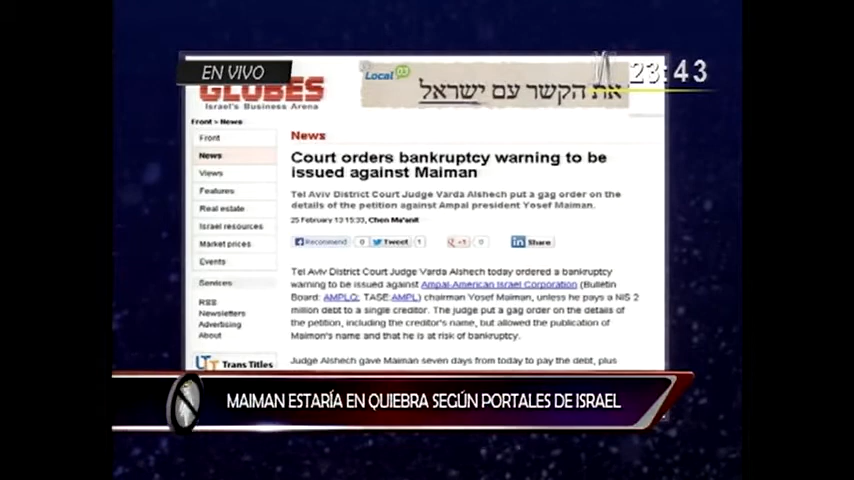 EN VIVO
23:43
GLOBES
Israel's Business Arena
Local
את הקשר עם ישראל
Front > News
Front
News
Views
Features
Real estate
Israel resources
Market prices
Events
Services
RSS
Newsletters
Advertising
About
Trans Titles
News
Court orders bankruptcy warning to be
issued against Maiman
Tel Aviv District Court Judge Varda Alshech put a gag order on the
details of the petition against Ampal president Yosef Maiman.
25 February 13 15:33, Chen Ma'anit
Recommend 0 Tweet 1 +1 0 Share
Tel Aviv District Court Judge Varda Alshech today ordered a bankruptcy
warning to be issued against Ampal-American Israel Corporation (Bulletin
Board: AMPLQ; TASE:AMPL) chairman Yosef Maiman, unless he pays a NIS 2
million debt to a single creditor. The judge put a gag order on the details of
the petition, including the creditor's name, but allowed the publication of
Maimon's name and that he is at risk of bankruptcy.
Judge Alshech gave Maiman seven days from today to pay the debt, plus
MAIMAN ESTARÍA EN QUIEBRA SEGÚN PORTALES DE ISRAEL